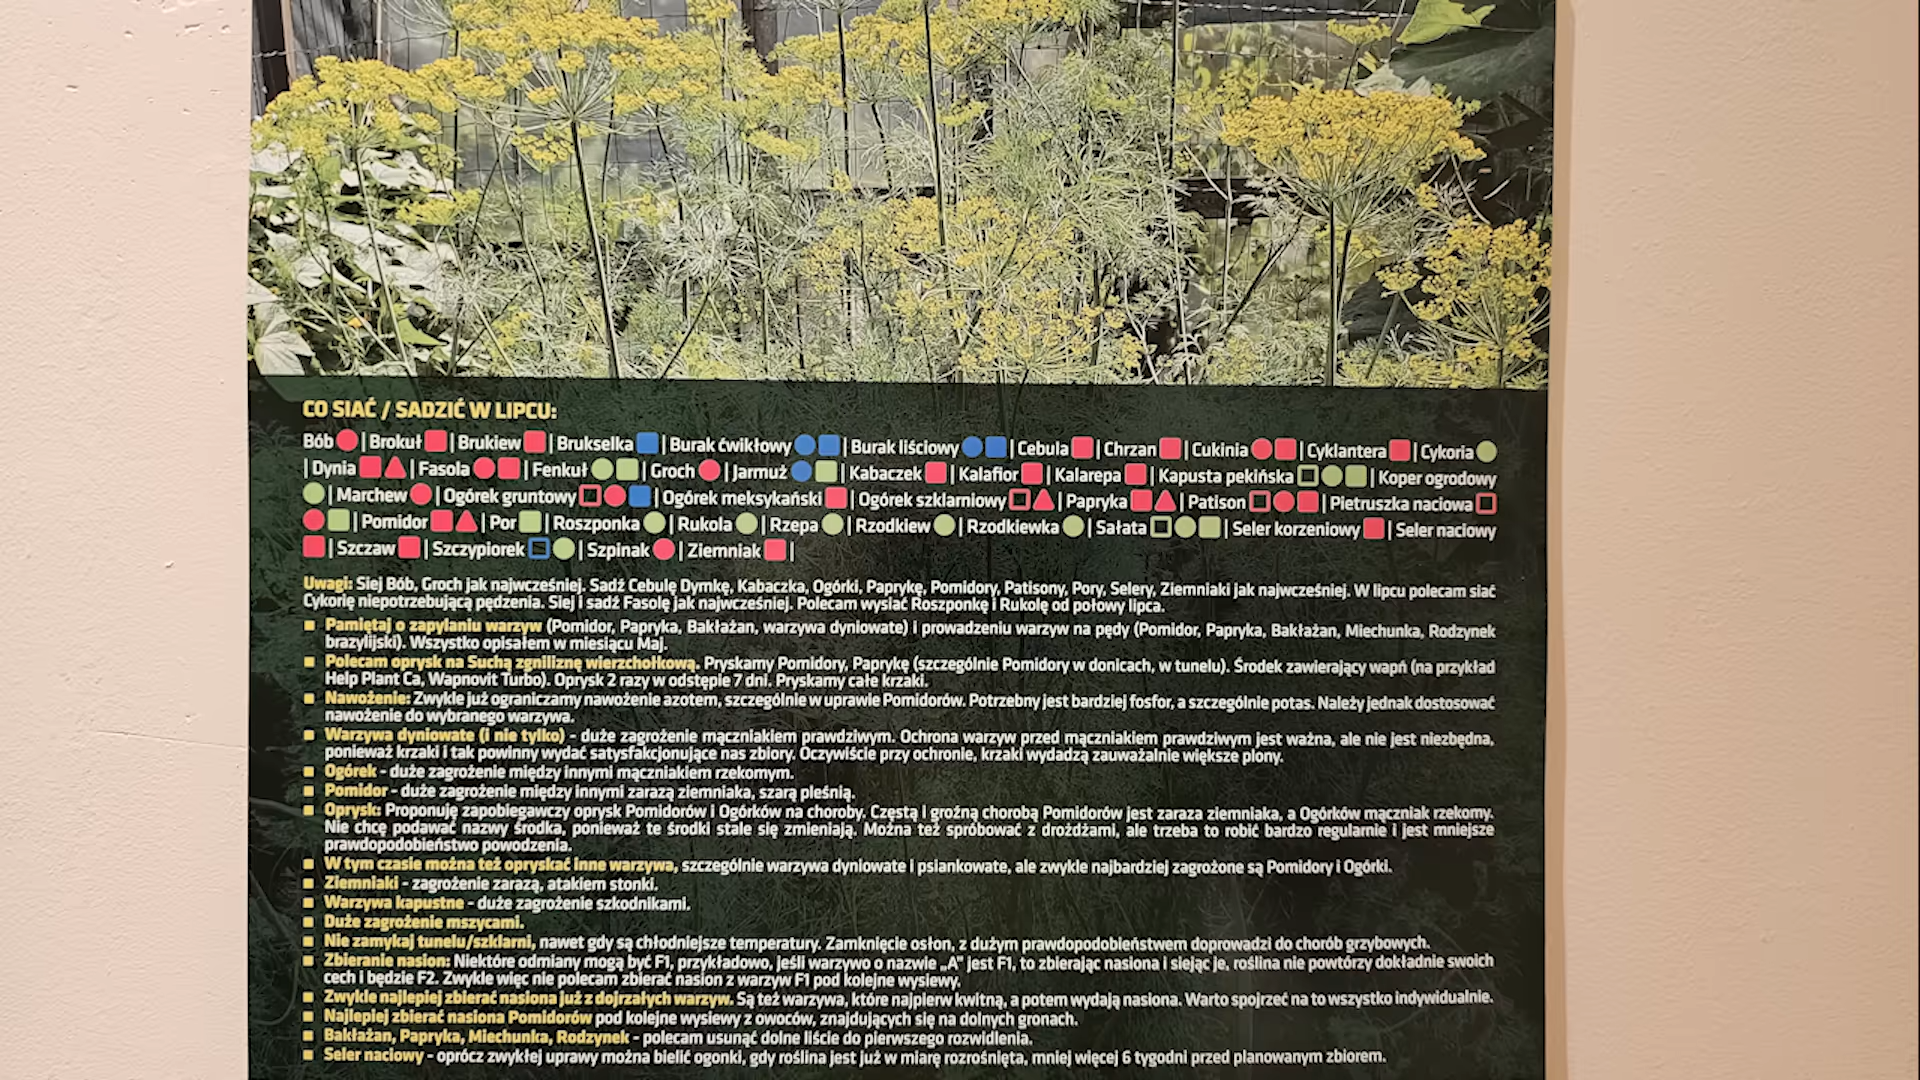 CO SIAĆ / SADZIĆ W LIPCU:
Bób | Brokuł | Brukiew | Brukselka | Burak ćwikłowy | Burak liściowy | Cebula | Chrzan | Cukinia | Cyklantera | Cykoria
| Dynia | Fasola | Fenkuł | Groch | Jarmuż | Kabaczek | Kalafior | Kalarepa | Kapusta pekińska | Koper ogrodowy
| Marchew | Ogórek gruntowy | Ogórek meksykański | Ogórek szklarniowy | Papryka | Patison | Pietruszka naciowa
| Pomidor | Por | Roszponka | Rukola | Rzepa | Rzodkiew | Rzodkiewka | Sałata | Seler korzeniowy | Seler naciowy
| Szczaw | Szczypiorek | Szpinak | Ziemniak |
Uwagi: Siej Bób, Groch jak najwcześniej. Sadź Cebulę Dymkę, Kabaczka, Ogórki, Paprykę, Pomidory, Patisony, Pory, Selery, Ziemniaki jak najwcześniej. W lipcu polecam siać
Cykorię niepotrzebującą pędzenia. Siej i sadź Fasolę jak najwcześniej. Polecam wysiać Roszponkę i Rukolę od połowy lipca.
Pamiętaj o zapylaniu warzyw (Pomidor, Papryka, Bakłażan, warzywa dyniowate) i prowadzeniu warzyw na pędy (Pomidor, Papryka, Bakłażan, Miechunka, Rodzynek
brazylijski). Wszystko opisałem w miesiącu Maj.
Polecam oprysk na Suchą zgniliznę wierzchołkową. Pryskamy Pomidory, Paprykę (szczególnie Pomidory w donicach, w tunelu). Środek zawierający wapń (na przykład
Help Plant Ca, Wapnovit Turbo). Oprysk 2 razy w odstępie 7 dni. Pryskamy całe krzaki.
Nawożenie: Zwykle już ograniczamy nawożenie azotem, szczególnie w uprawie Pomidorów. Potrzebny jest bardziej fosfor, a szczególnie potas. Należy jednak dostosować
nawożenie do wybranego warzywa.
Warzywa dyniowate (i nie tylko) - duże zagrożenie mączniakiem prawdziwym. Ochrona warzyw przed mączniakiem prawdziwym jest ważna, ale nie jest niezbędna,
ponieważ krzaki i tak powinny wydać satysfakcjonujące nas zbiory. Oczywiście przy ochronie, krzaki wydadzą zauważalnie większe plony.
Ogórek - duże zagrożenie między innymi mączniakiem rzekomym.
Pomidor - duże zagrożenie między innymi zarazą ziemniaka, szarą pleśnią.
Oprysk: Proponuję zapobiegawczy oprysk Pomidorów i Ogórków na choroby. Częstą i groźną chorobą Pomidorów jest zaraza ziemniaka, a Ogórków mączniak rzekomy.
Nie chcę podawać nazwy środka, ponieważ te środki stale się zmieniają. Można też spróbować z drożdżami, ale trzeba to robić bardzo regularnie i jest mniejsze
prawdopodobieństwo powodzenia.
W tym czasie można też opryskać inne warzywa, szczególnie warzywa dyniowate i psiankowate, ale zwykle najbardziej zagrożone są Pomidory i Ogórki.
Ziemniaki - zagrożenie zarazą, atakiem stonki.
Warzywa kapustne - duże zagrożenie szkodnikami.
Duże zagrożenie mszycami.
Nie zamykaj tunelu/szklarni, nawet gdy są chłodniejsze temperatury. Zamknięcie osłon, z dużym prawdopodobieństwem doprowadzi do chorób grzybowych.
Zbieranie nasion: Niektóre odmiany mogą być F1, przykładowo, jeśli warzywo o nazwie „A” jest F1, to zbierając nasiona i siejąc je, roślina nie powtórzy dokładnie swoich
cech i będzie F2. Zwykle więc nie polecam zbierać nasion z warzyw F1 pod kolejne wysiewy.
Zwykle najlepiej zbierać nasiona już z dojrzałych warzyw. Są też warzywa, które najpierw kwitną, a potem wydają nasiona. Warto spojrzeć na to wszystko indywidualnie.
Najlepiej zbierać nasiona Pomidorów pod kolejne wysiewy z owoców, znajdujących się na dolnych gronach.
Bakłażan, Papryka, Miechunka, Rodzynek - polecam usunąć dolne liście do pierwszego rozwidlenia.
Seler naciowy - oprócz zwykłej uprawy można bielić ogonki, gdy roślina jest już w miarę rozrośnięta, mniej więcej 6 tygodni przed planowanym zbiorem.